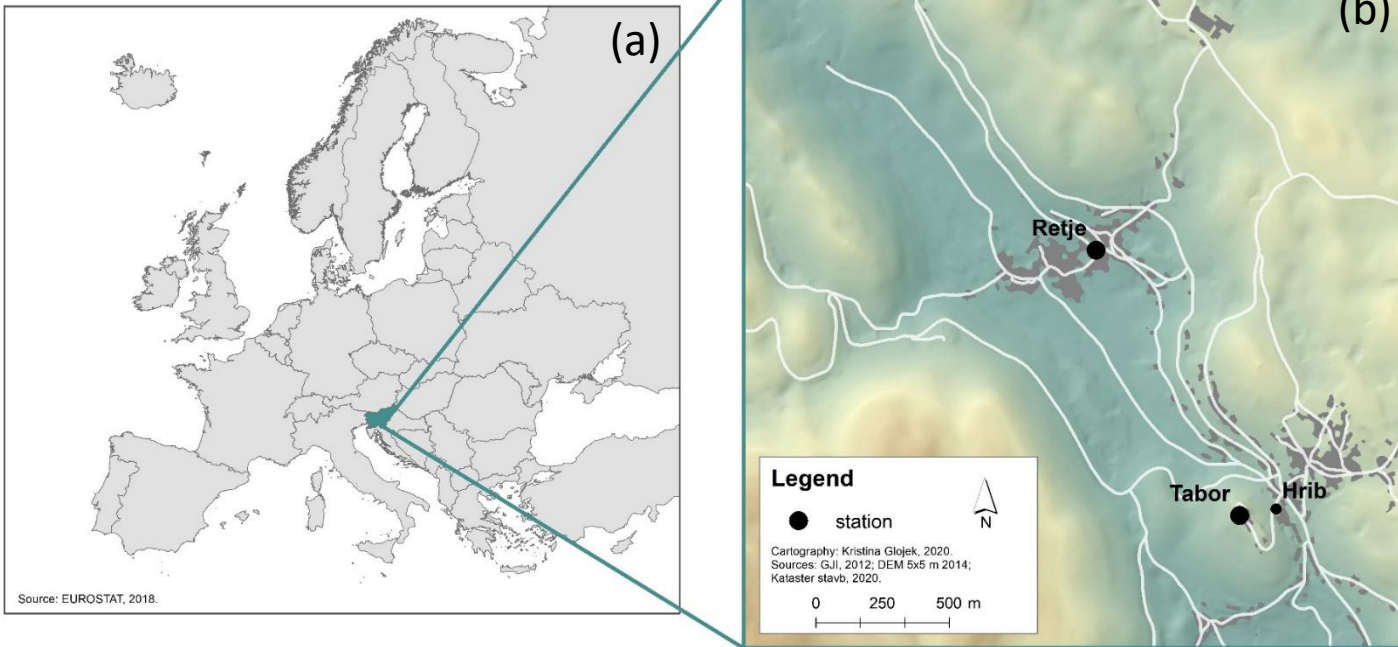 (a)
(b)
Retje
Tabor
Hrib
Legend
station
N
Cartography: Kristina Glojek, 2020.
Sources: GJI, 2012; DEM 5x5 m 2014;
Kataster stavb, 2020.
0 250 500 m
Source: EUROSTAT, 2018.